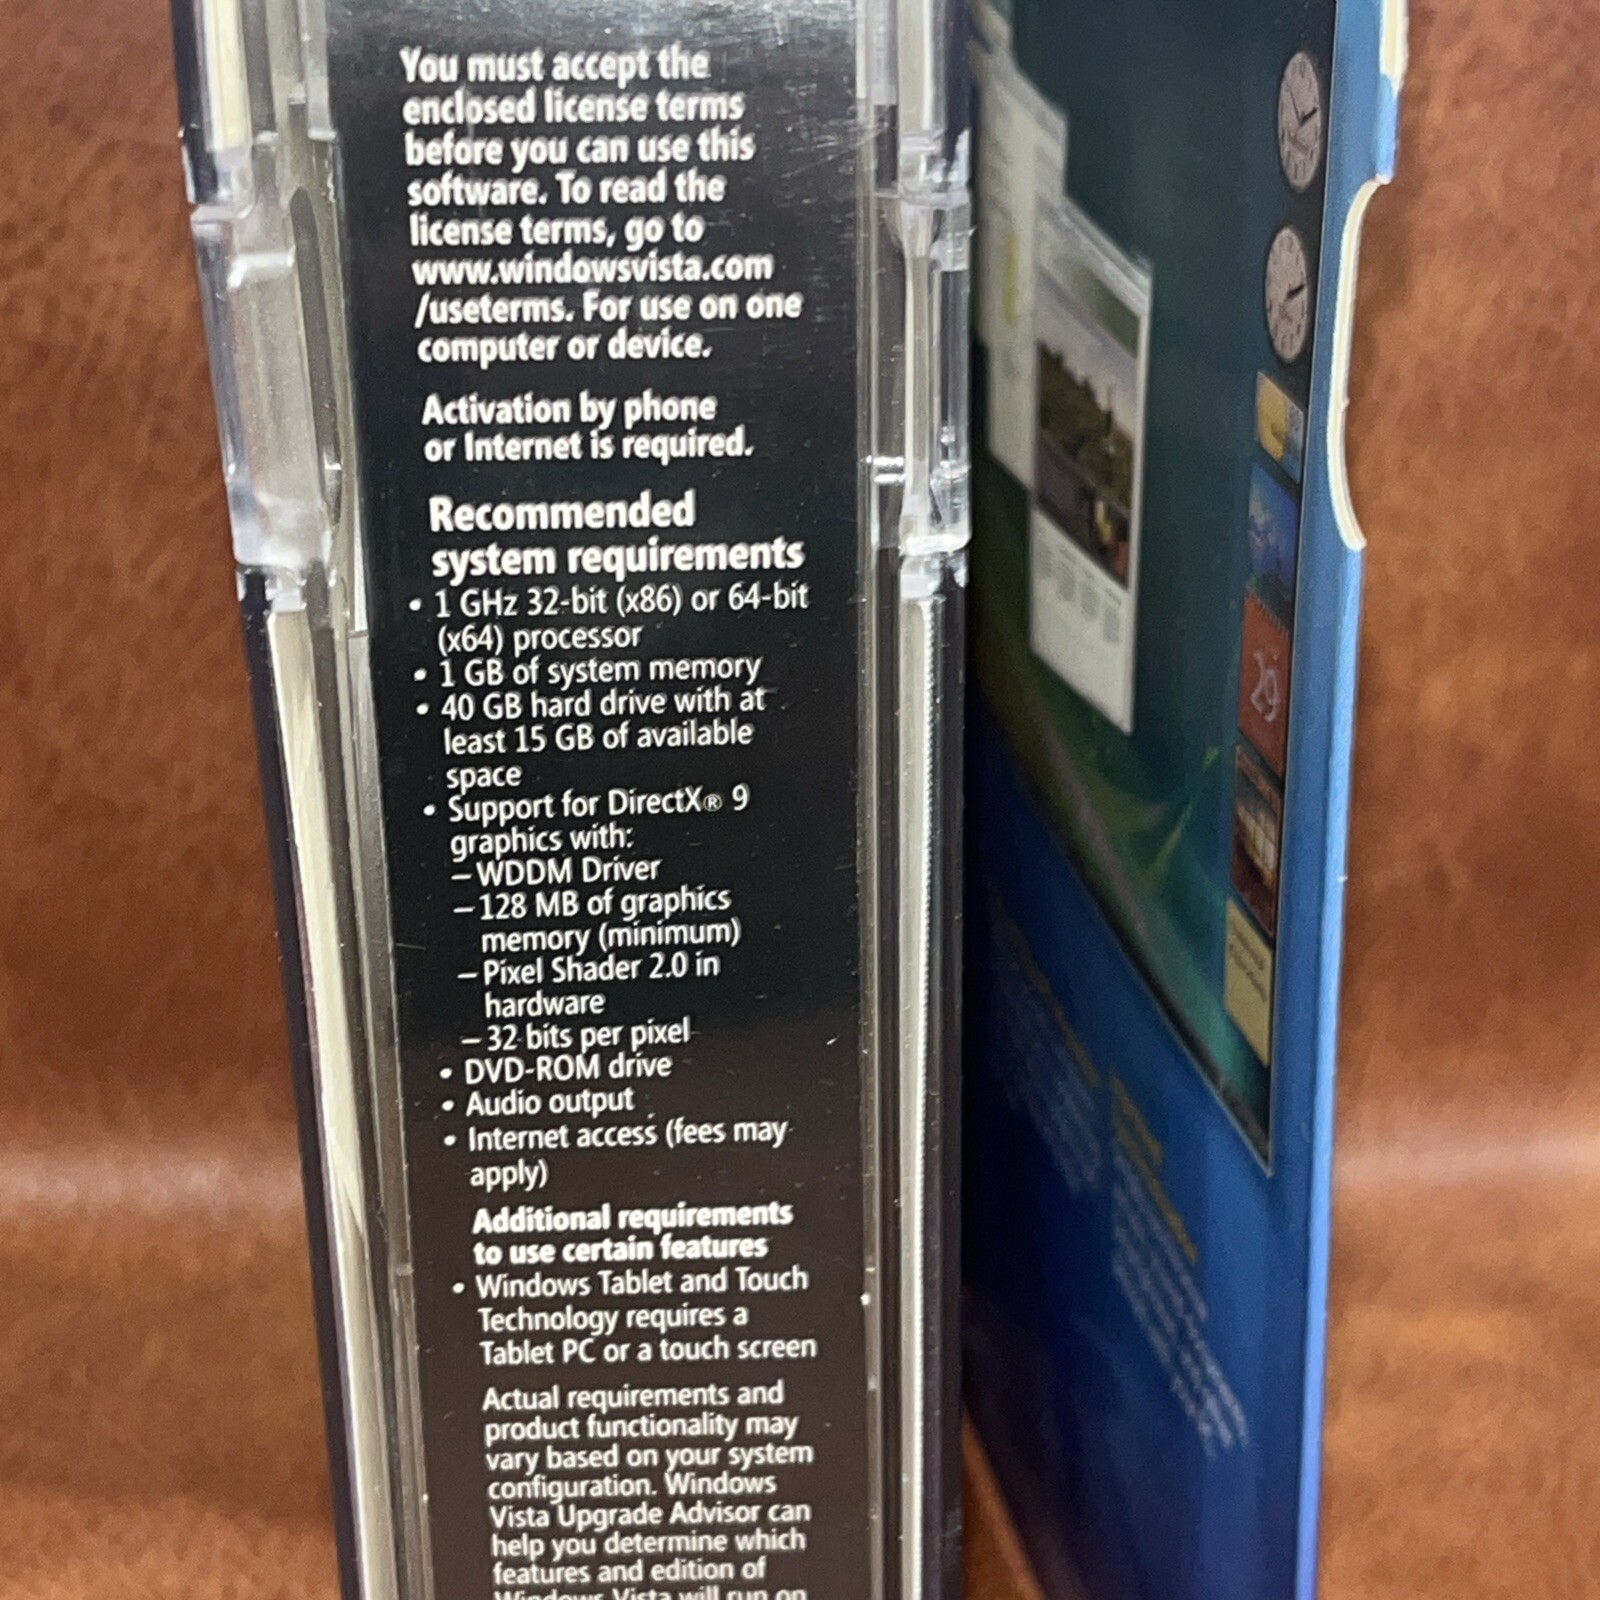 You must accept the
enclosed license terms
before you can use this
software. To read the
license terms, go to
www.windowsvista.com
/useterms. For use on one
computer or device.
Activation by phone
or Internet is required.
Recommended
system requirements
• 1 GHz 32-bit (x86) or 64-bit
(x64) processor
• 1 GB of system memory
• 40 GB hard drive with at
least 15 GB of available
space
• Support for DirectX® 9
graphics with:
– WDDM Driver
– 128 MB of graphics
memory (minimum)
– Pixel Shader 2.0 in
hardware
– 32 bits per pixel
• DVD-ROM drive
• Audio output
• Internet access (fees may
apply)
Additional requirements
to use certain features
• Windows Tablet and Touch
Technology requires a
Tablet PC or a touch screen
Actual requirements and
product functionality may
vary based on your system
configuration. Windows
Vista Upgrade Advisor can
help you determine which
features and edition of
Windows Vista will run on
29